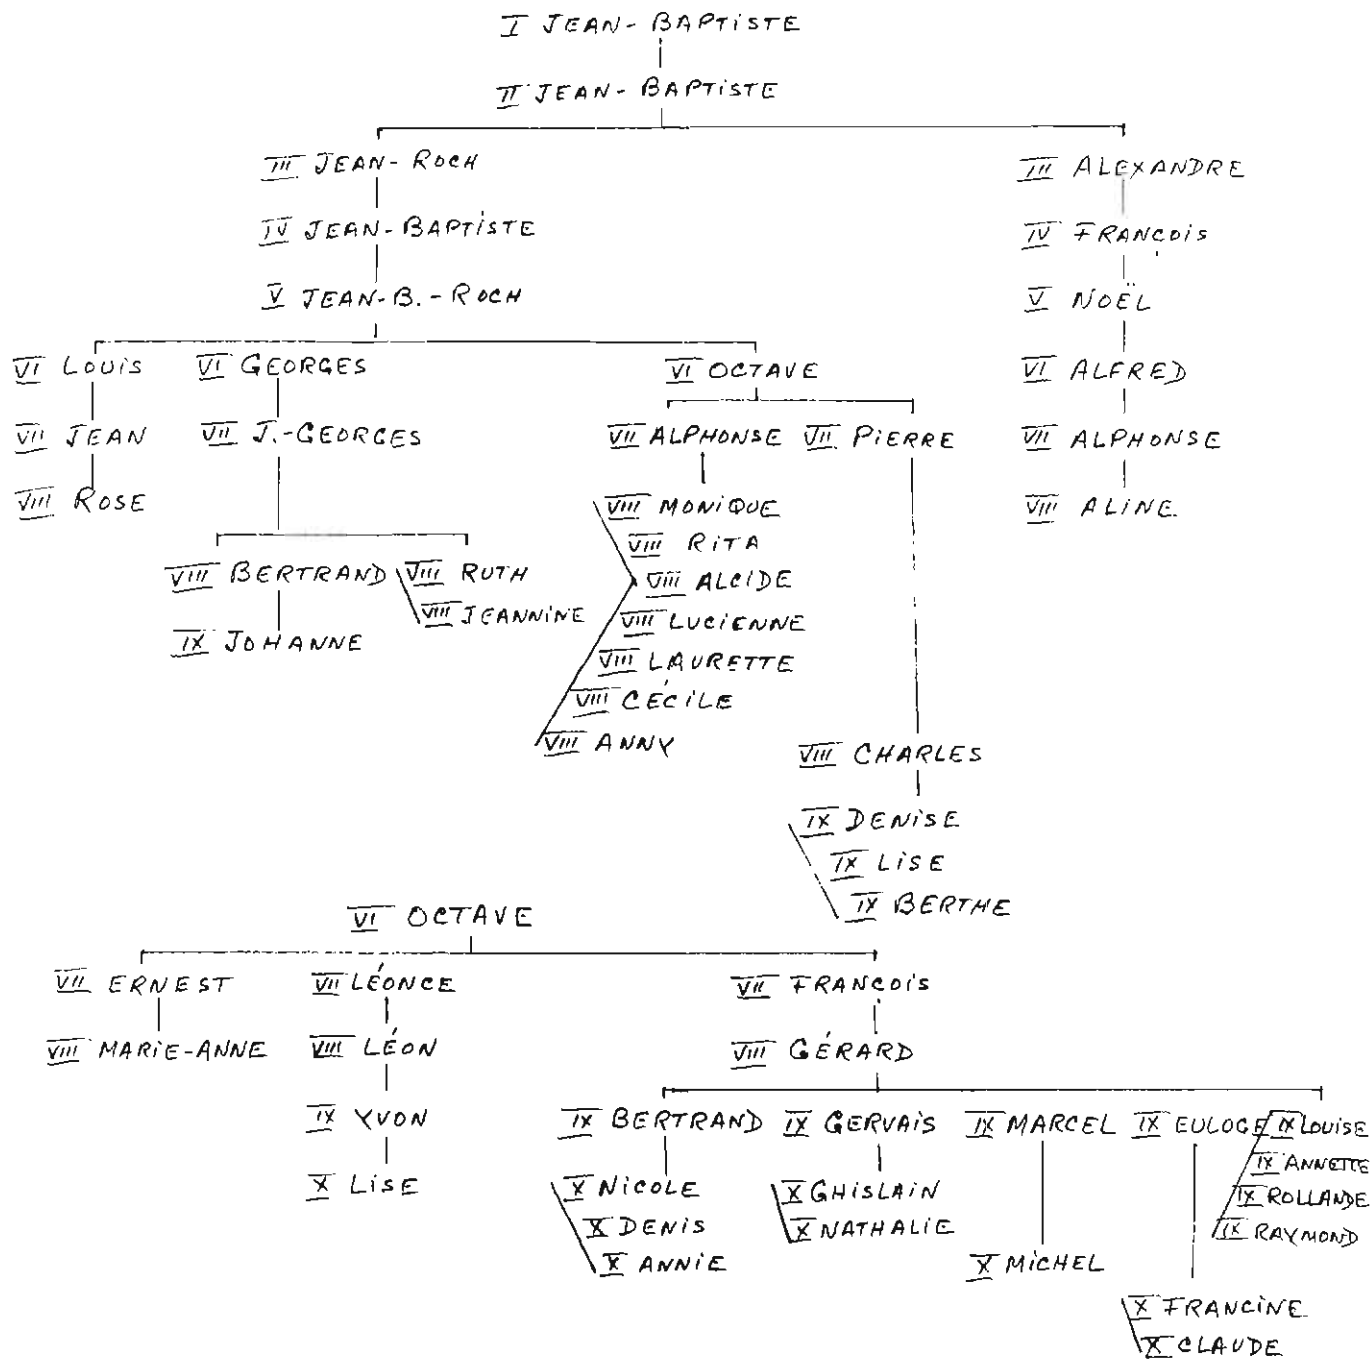 I JEAN-BAPTISTE
II JEAN-BAPTISTE
III JEAN-ROCH III ALEXANDRE
IV JEAN-BAPTISTE IV FRANÇOIS
V JEAN-B.-ROCH V NOËL
VI LOUIS VI GEORGES VI OCTAVE VI ALFRED
VII JEAN VII J.-GEORGES VII ALPHONSE VII PIERRE VII ALPHONSE
VIII ROSE VIII MONIQUE VIII ALINE
VIII RITA
VIII BERTRAND VIII RUTH VIII ALCIDE
VIII JEANNINE VIII LUCIENNE
IX JOHANNE VIII LAURETTE
VIII CÉCILE
VIII ANNY
VIII CHARLES
IX DENISE
IX LISE
IX BERTHE
VI OCTAVE
VII ERNEST VII LÉONCE VII FRANÇOIS
VIII MARIE-ANNE VIII LÉON VIII GÉRARD
IX YVON IX BERTRAND IX GERVAIS IX MARCEL IX EULOGE IX LOUISE
IX ANNETTE
X LISE X NICOLE X GHISLAIN IX ROLLANDE
X DENIS X NATHALIE IX RAYMOND
X ANNIE X MICHEL
X FRANCINE
X CLAUDE